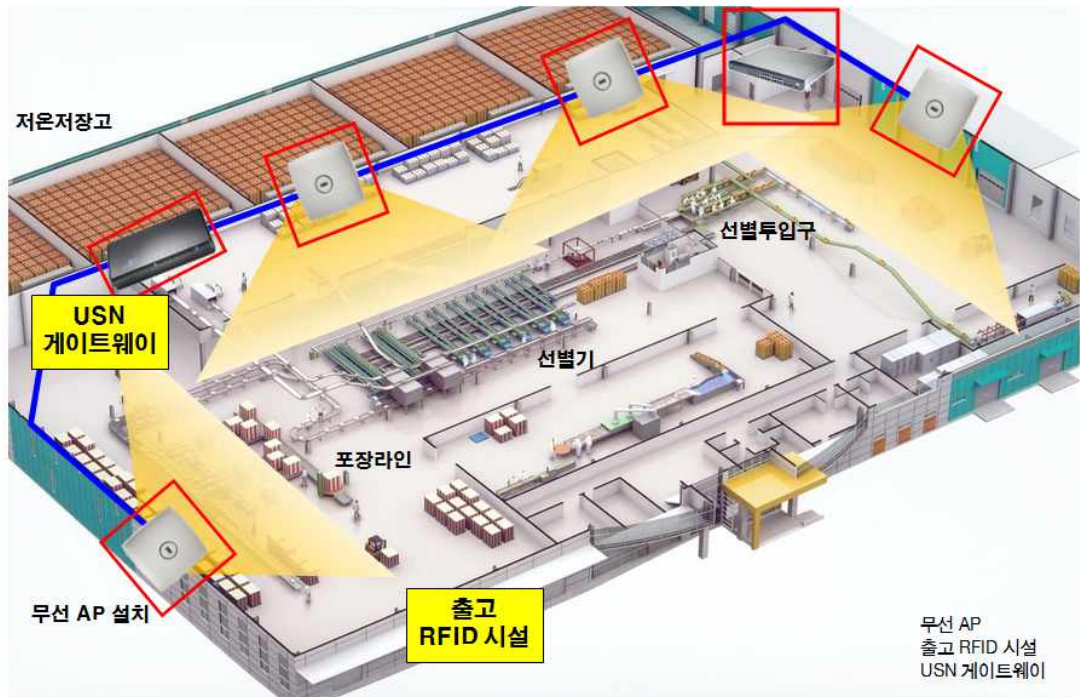 저온저장고
선별투입구
USN
게이트웨이
선별기
포장라인
무선 AP 설치
출고
RFID 시설
무선 AP
출고 RFID 시설
USN 게이트웨이